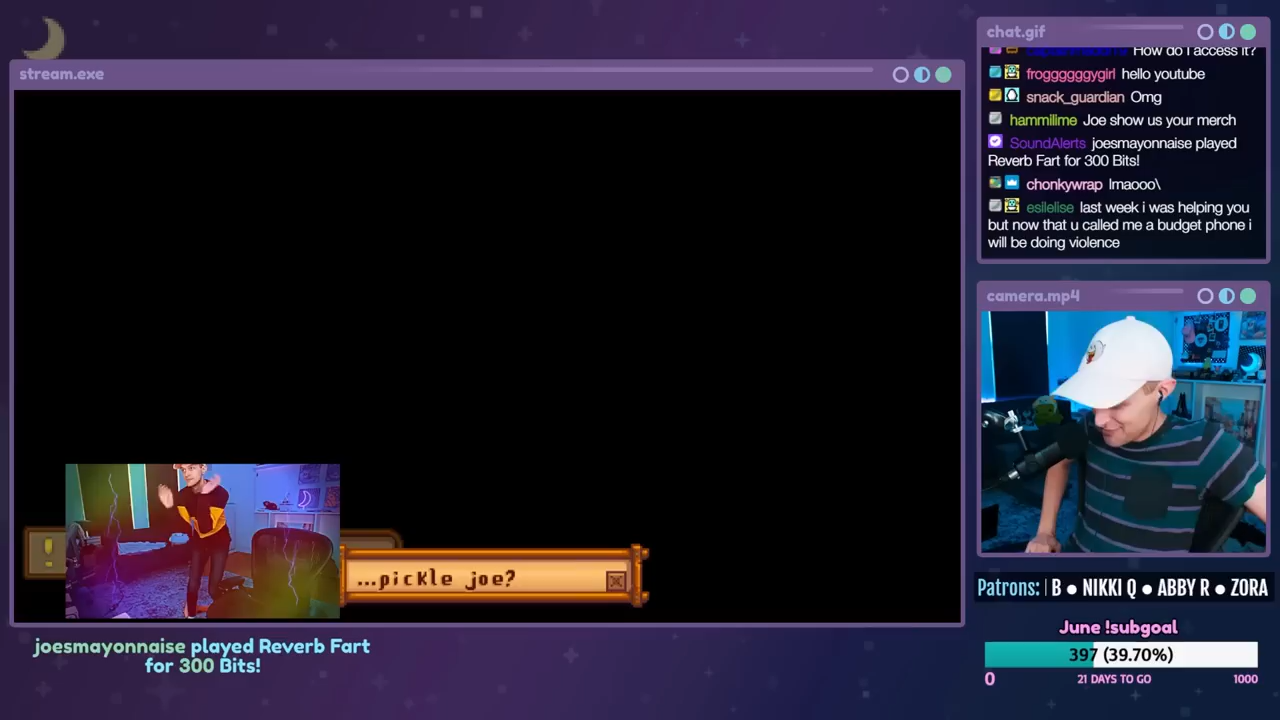 stream.exe
!
...pickle joe?
joesmayonnaise played Reverb Fart
for 300 Bits!
chat.gif
How do I access it?
froggggggygirl hello youtube
snack_guardian Omg
hammilime Joe show us your merch
SoundAlerts joesmayonnaise played
Reverb Fart for 300 Bits!
chonkywrap lmaooo\
esilelise last week i was helping you
but now that u called me a budget phone i
will be doing violence
camera.mp4
Patrons: | B ● NIKKI Q ● ABBY R ● ZORA
June !subgoal
397 (39.70%)
0
21 DAYS TO GO
1000